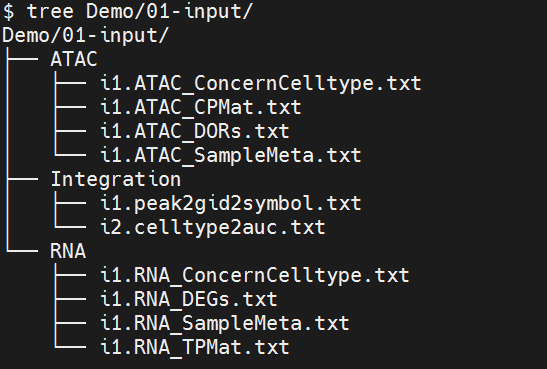 $ tree Demo/01-input/
Demo/01-input/
├── ATAC
│   ├── i1.ATAC_ConcernCelltype.txt
│   ├── i1.ATAC_CPMat.txt
│   ├── i1.ATAC_DORs.txt
│   └── i1.ATAC_SampleMeta.txt
├── Integration
│   ├── i1.peak2gid2symbol.txt
│   └── i2.celltype2auc.txt
└── RNA
    ├── i1.RNA_ConcernCelltype.txt
    ├── i1.RNA_DEGs.txt
    ├── i1.RNA_SampleMeta.txt
    └── i1.RNA_TPMat.txt